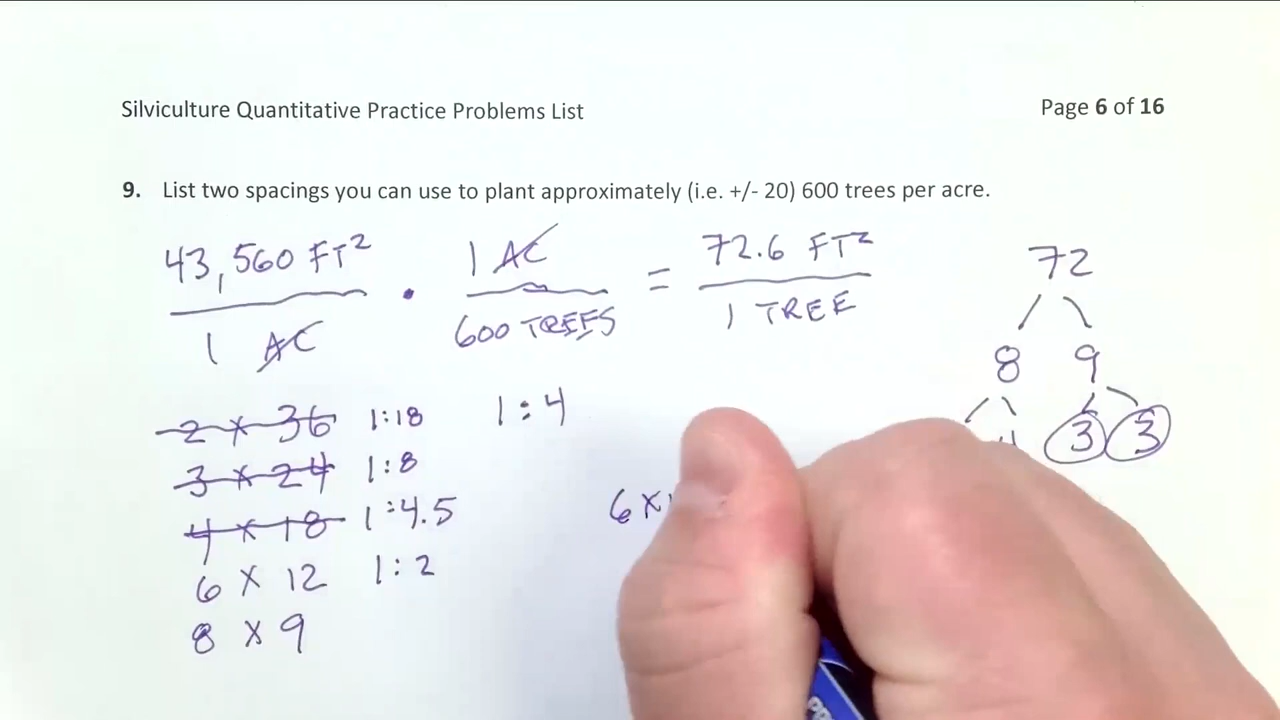 Silviculture Quantitative Practice Problems List Page 6 of 16
9. List two spacings you can use to plant approximately (i.e. +/- 20) 600 trees per acre.
43,560 FT² / 1 AC · 1 AC / 600 TREES = 72.6 FT² / 1 TREE
72
8 9
3 3
2 x 36 1:18 1:4
3 x 24 1:8
4 x 18 1:4.5
6 x
6 x 12 1:2
8 x 9